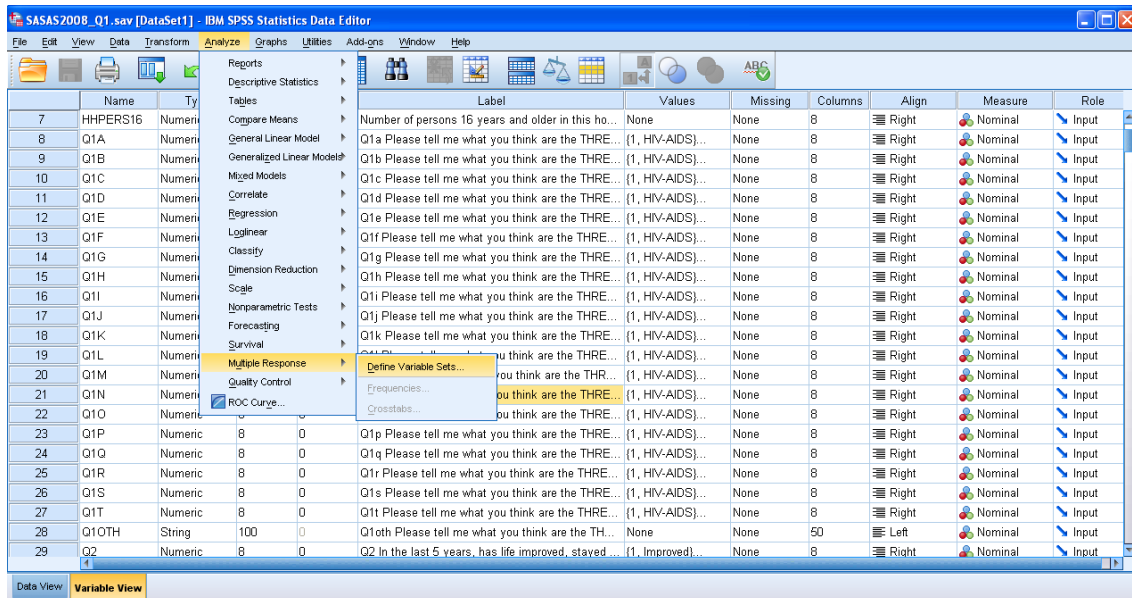 SASAS2008_Q1.sav [DataSet1] - IBM SPSS Statistics Data Editor
File Edit View Data Transform Analyze Graphs Utilities Add-ons Window Help
Reports
Descriptive Statistics
Tables
Compare Means
General Linear Model
Generalized Linear Models
Mixed Models
Correlate
Regression
Loglinear
Classify
Dimension Reduction
Scale
Nonparametric Tests
Forecasting
Survival
Multiple Response
Quality Control
ROC Curve...
Define Variable Sets...
Frequencies...
Crosstabs...
Name Ty Label Values Missing Columns Align Measure Role
7 HHPERS16 Numeri Number of persons 16 years and older in this ho... None None 8 Right Nominal Input
8 Q1A Numeri Q1a Please tell me what you think are the THRE... {1, HIV-AIDS}... None 8 Right Nominal Input
9 Q1B Numeri Q1b Please tell me what you think are the THRE... {1, HIV-AIDS}... None 8 Right Nominal Input
10 Q1C Numeri Q1c Please tell me what you think are the THRE... {1, HIV-AIDS}... None 8 Right Nominal Input
11 Q1D Numeri Q1d Please tell me what you think are the THRE... {1, HIV-AIDS}... None 8 Right Nominal Input
12 Q1E Numeri Q1e Please tell me what you think are the THRE... {1, HIV-AIDS}... None 8 Right Nominal Input
13 Q1F Numeri Q1f Please tell me what you think are the THRE... {1, HIV-AIDS}... None 8 Right Nominal Input
14 Q1G Numeri Q1g Please tell me what you think are the THRE... {1, HIV-AIDS}... None 8 Right Nominal Input
15 Q1H Numeri Q1h Please tell me what you think are the THRE... {1, HIV-AIDS}... None 8 Right Nominal Input
16 Q1I Numeri Q1i Please tell me what you think are the THRE... {1, HIV-AIDS}... None 8 Right Nominal Input
17 Q1J Numeri Q1j Please tell me what you think are the THRE... {1, HIV-AIDS}... None 8 Right Nominal Input
18 Q1K Numeri Q1k Please tell me what you think are the THRE... {1, HIV-AIDS}... None 8 Right Nominal Input
19 Q1L Numeri u think are the THRE... {1, HIV-AIDS}... None 8 Right Nominal Input
20 Q1M Numeri ou think are the THR... {1, HIV-AIDS}... None 8 Right Nominal Input
21 Q1N Numeri ou think are the THRE... {1, HIV-AIDS}... None 8 Right Nominal Input
22 Q1O Numeric ou think are the THRE... {1, HIV-AIDS}... None 8 Right Nominal Input
23 Q1P Numeric 8 0 Q1p Please tell me what you think are the THRE... {1, HIV-AIDS}... None 8 Right Nominal Input
24 Q1Q Numeric 8 0 Q1q Please tell me what you think are the THRE... {1, HIV-AIDS}... None 8 Right Nominal Input
25 Q1R Numeric 8 0 Q1r Please tell me what you think are the THRE... {1, HIV-AIDS}... None 8 Right Nominal Input
26 Q1S Numeric 8 0 Q1s Please tell me what you think are the THRE... {1, HIV-AIDS}... None 8 Right Nominal Input
27 Q1T Numeric 8 0 Q1t Please tell me what you think are the THRE... {1, HIV-AIDS}... None 8 Right Nominal Input
28 Q1OTH String 100 0 Q1oth Please tell me what you think are the TH... None None 50 Left Nominal Input
29 Q2 Numeric 8 0 Q2 In the last 5 years, has life improved, stayed ... {1, Improved}... None 8 Right Nominal Input
Data View Variable View